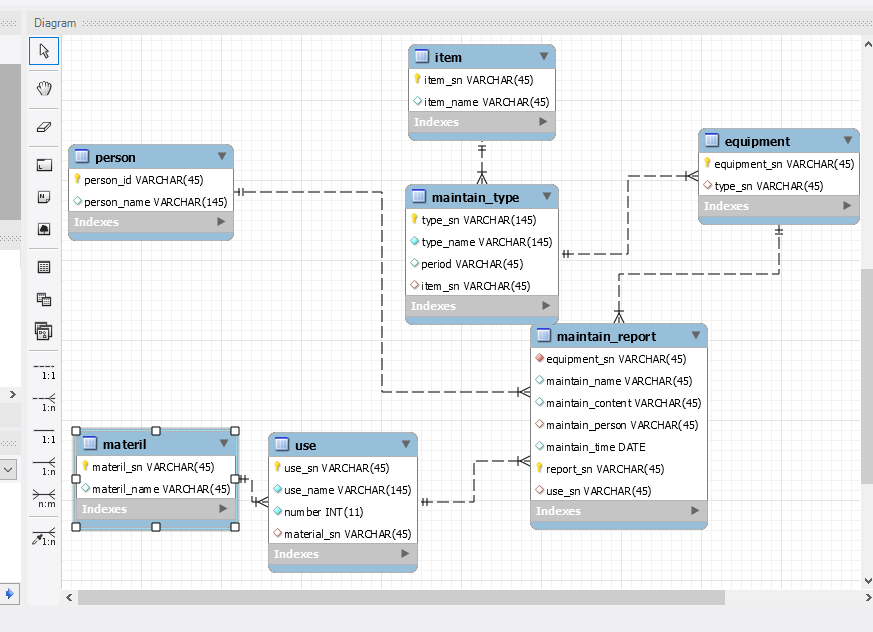 Diagram
item
item_sn VARCHAR(45)
item_name VARCHAR(45)
Indexes
person
person_id VARCHAR(45)
person_name VARCHAR(145)
Indexes
equipment
equipment_sn VARCHAR(45)
type_sn VARCHAR(45)
Indexes
maintain_type
type_sn VARCHAR(145)
type_name VARCHAR(145)
period VARCHAR(45)
item_sn VARCHAR(45)
Indexes
maintain_report
equipment_sn VARCHAR(45)
maintain_name VARCHAR(45)
maintain_content VARCHAR(45)
maintain_person VARCHAR(45)
maintain_time DATE
report_sn VARCHAR(45)
use_sn VARCHAR(45)
Indexes
materil
materil_sn VARCHAR(45)
materil_name VARCHAR(45)
Indexes
use
use_sn VARCHAR(45)
use_name VARCHAR(145)
number INT(11)
material_sn VARCHAR(45)
Indexes
1:1
1:n
1:1
1:n
n:m
1:n